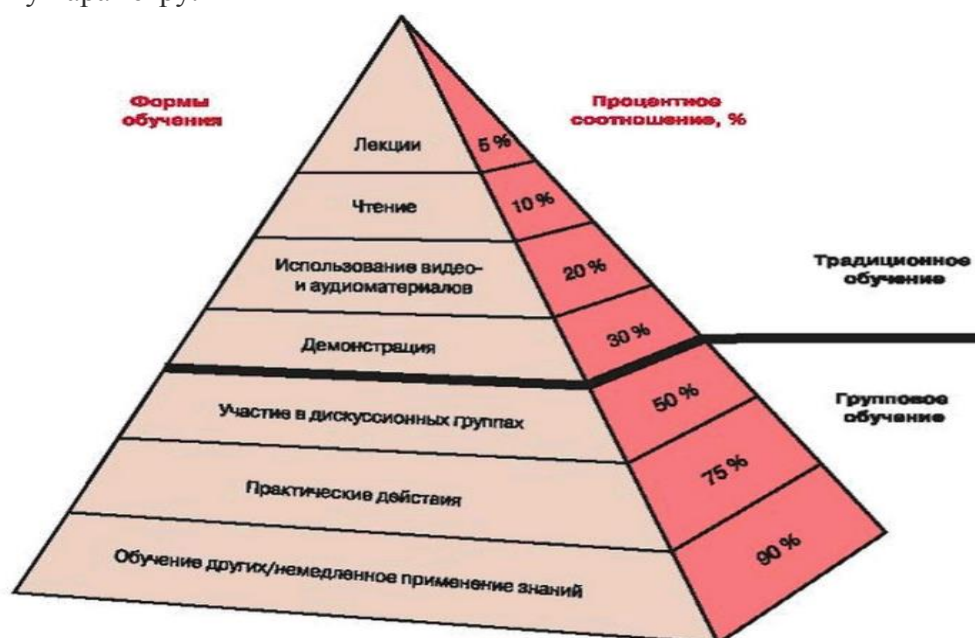 Формы
обучения
Процентное
соотношение, %
Лекции
5 %
Чтение
10 %
Использование видео-
и аудиоматериалов
20 %
Демонстрация
30 %
Традиционное
обучение
Участие в дискуссионных группах
50 %
Групповое
обучение
Практические действия
75 %
Обучение других/немедленное применение знаний
90 %